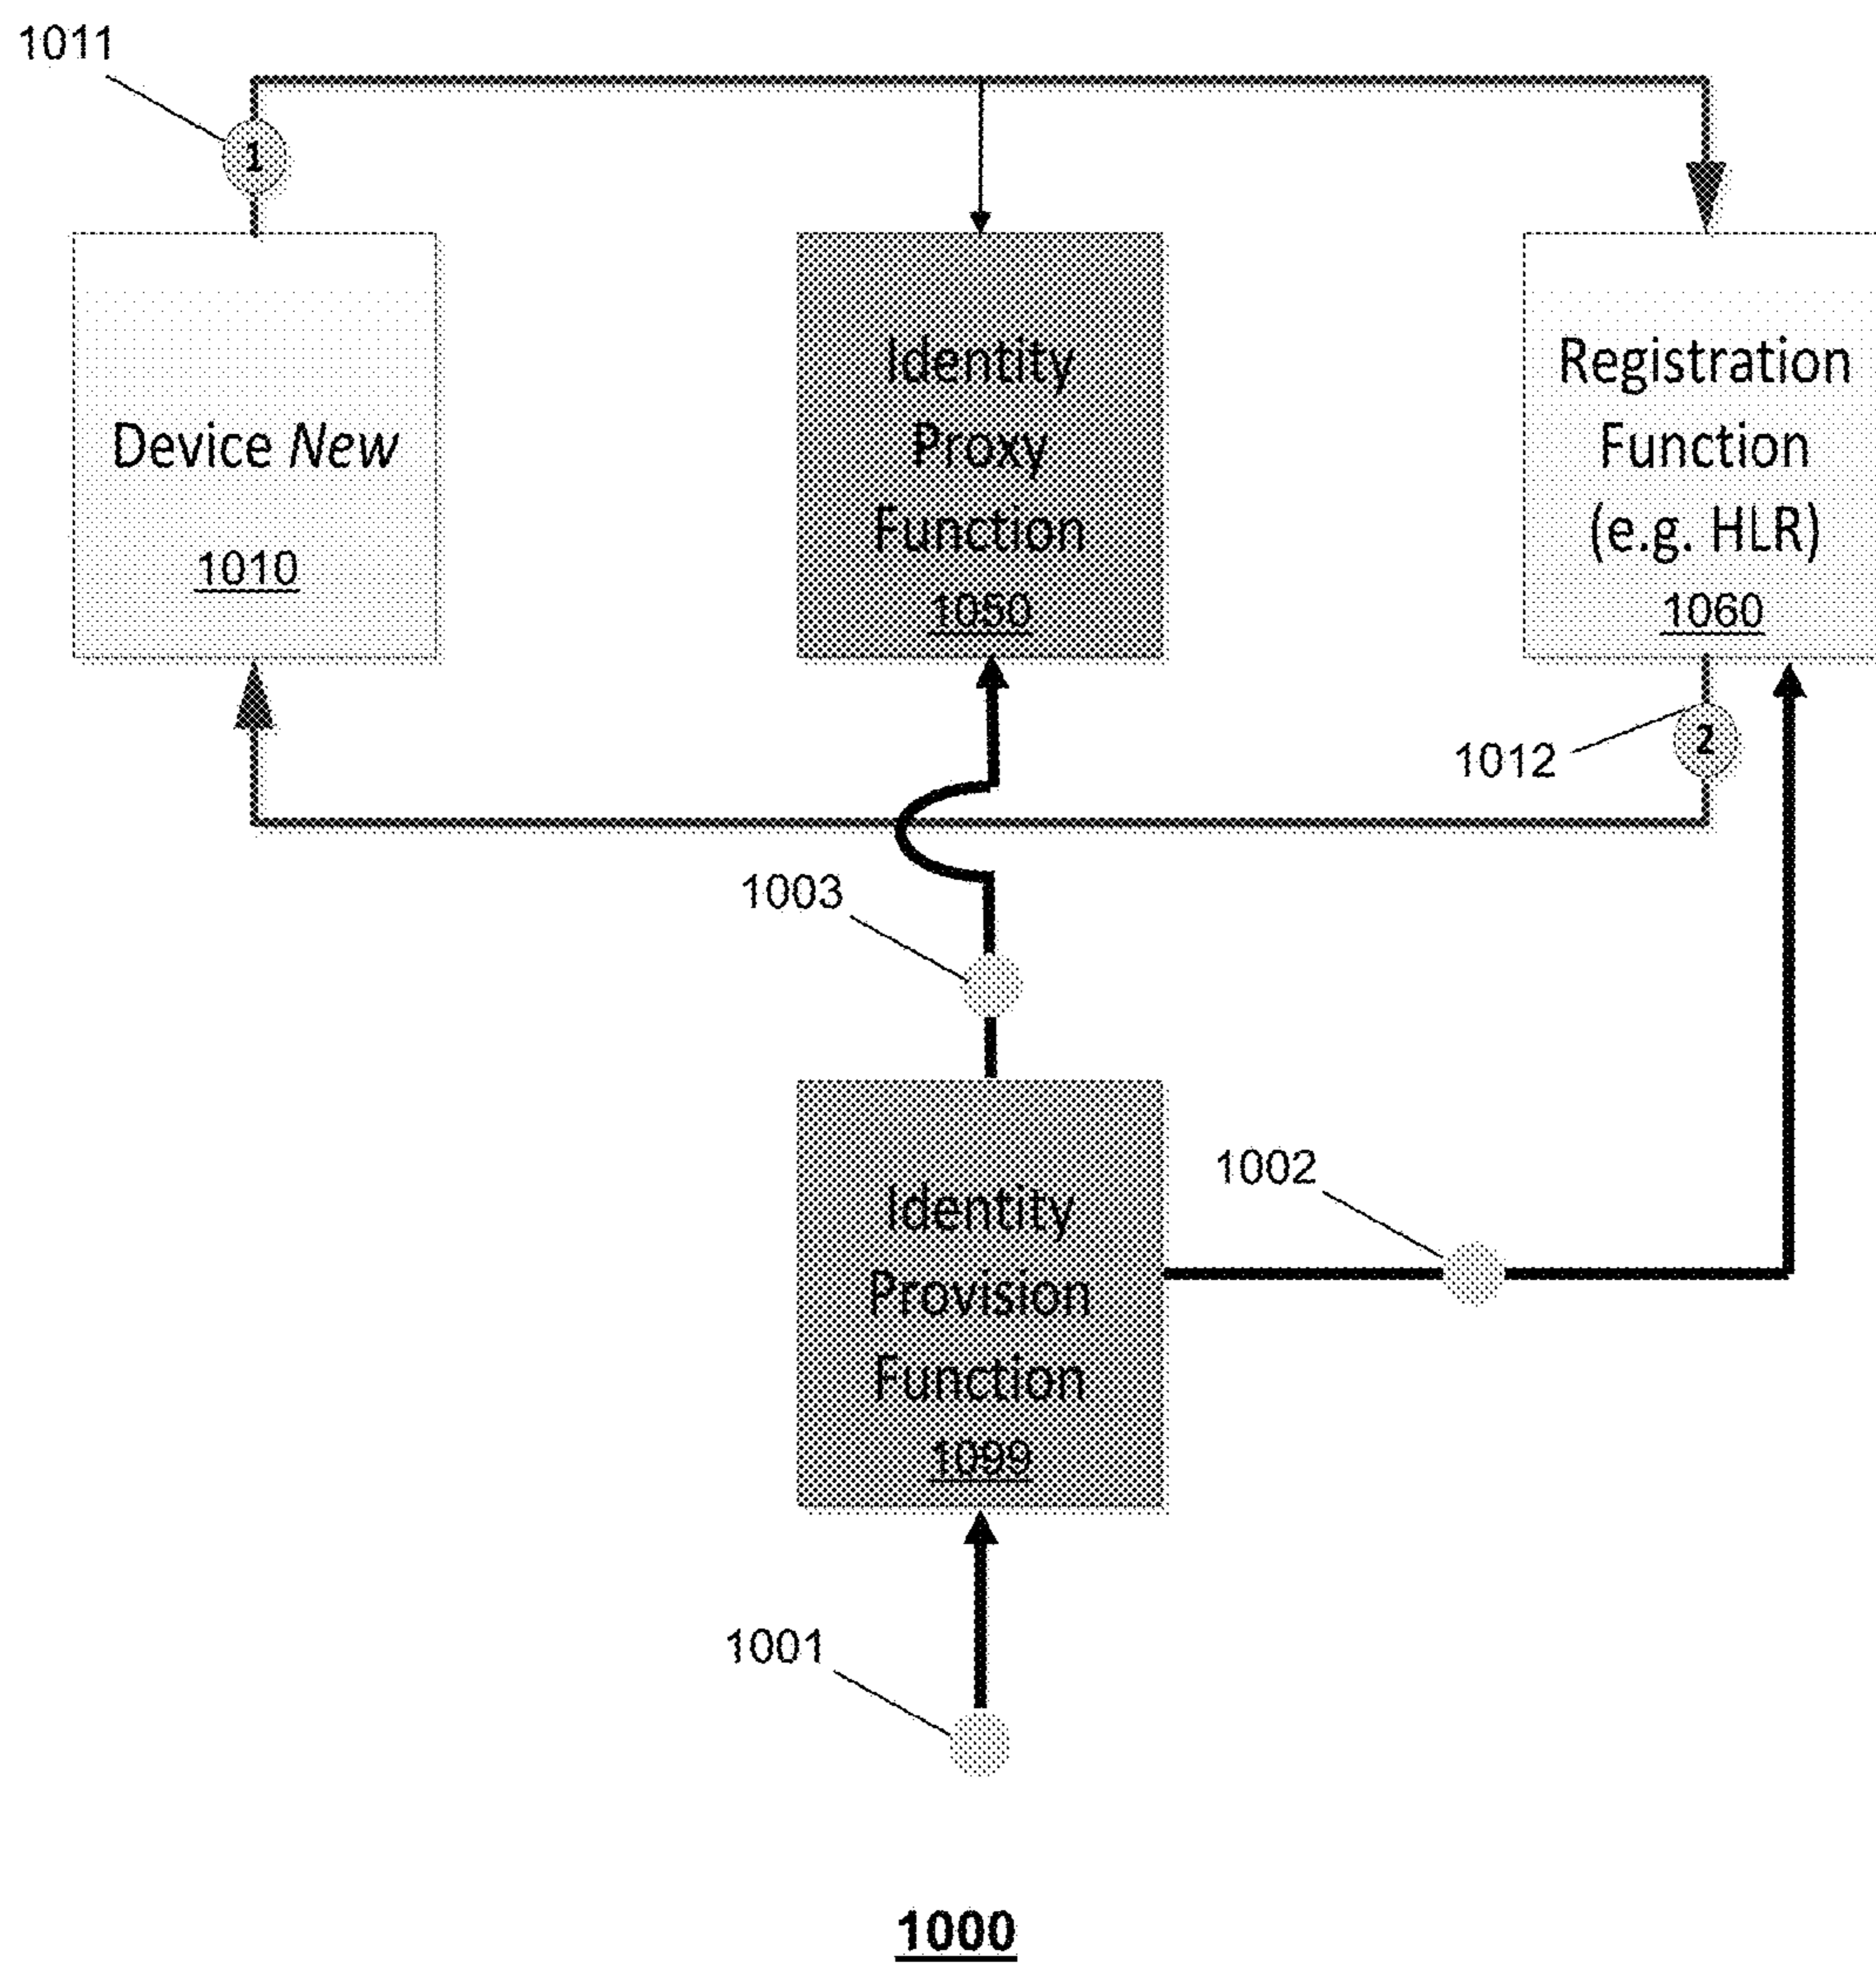 1011
1
Device New
1010
Identity
Proxy
Function
1050
Registration
Function
(e.g. HLR)
1060
1012
2
1003
1002
Identity
Provision
Function
1099
1001
1000